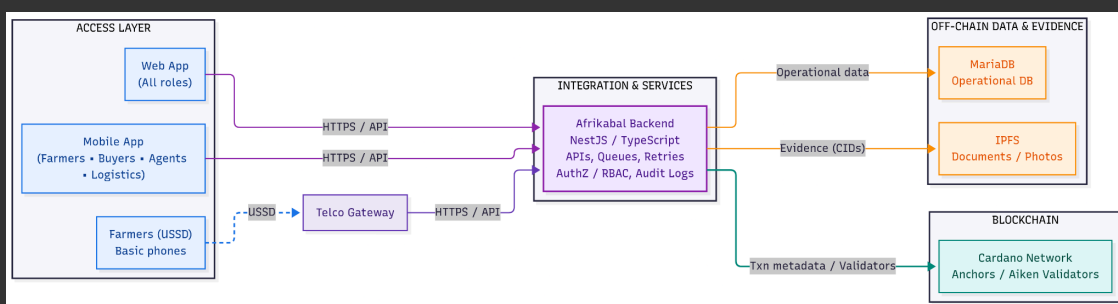 ACCESS LAYER
Web App
(All roles)
Mobile App
(Farmers • Buyers • Agents
• Logistics)
Farmers (USSD)
Basic phones
USSD
Telco Gateway
HTTPS / API
HTTPS / API
HTTPS / API
INTEGRATION & SERVICES
Afrikabal Backend
NestJS / TypeScript
APIs, Queues, Retries
AuthZ / RBAC, Audit Logs
Operational data
Evidence (CIDs)
Txn metadata / Validators
OFF-CHAIN DATA & EVIDENCE
MariaDB
Operational DB
IPFS
Documents / Photos
BLOCKCHAIN
Cardano Network
Anchors / Aiken Validators